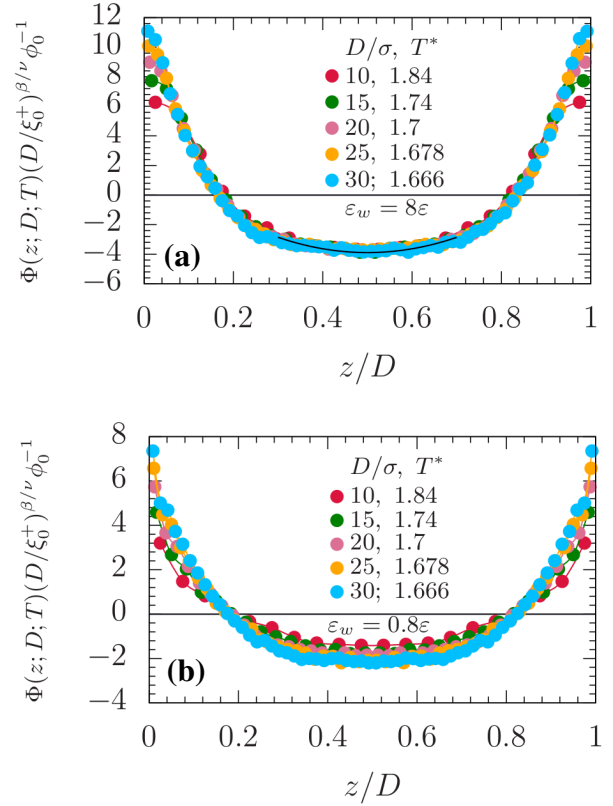 12
10
8
6
4
2
0
−2
−4
−6
Φ(z; D; T)(D/ξ₀⁺)^{β/ν}ϕ₀⁻¹
D/σ, T*
10, 1.84
15, 1.74
20, 1.7
25, 1.678
30; 1.666
ε_w = 8ε
(a)
0 0.2 0.4 0.6 0.8 1
z/D
8
6
4
2
0
−2
−4
Φ(z; D; T)(D/ξ₀⁺)^{β/ν}ϕ₀⁻¹
D/σ, T*
10, 1.84
15, 1.74
20, 1.7
25, 1.678
30; 1.666
ε_w = 0.8ε
(b)
0 0.2 0.4 0.6 0.8 1
z/D